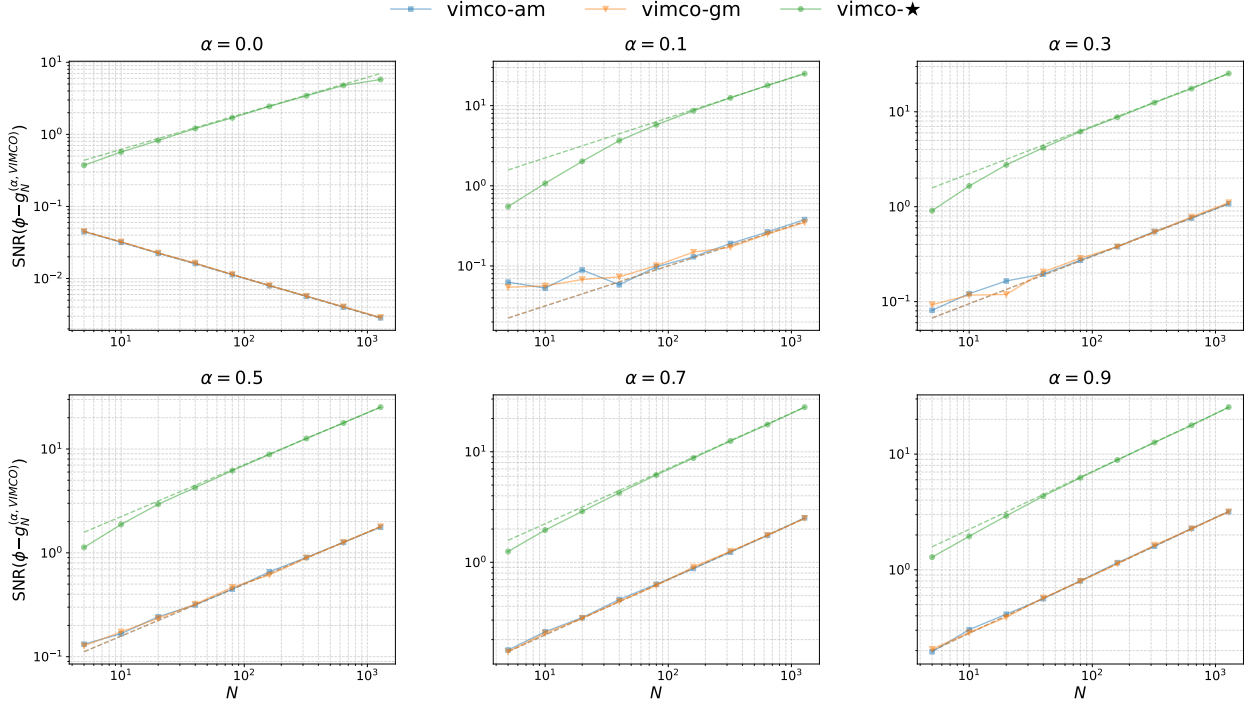 vimco-am vimco-gm vimco-★
α = 0.0 α = 0.1 α = 0.3
SNR(ϕ−g_N^{(α, VIMCO)})
10^1
10^0
10^{−1}
10^{−2}
10^1 10^2 10^3
10^1
10^0
10^{−1}
10^1 10^2 10^3
10^1
10^0
10^{−1}
10^1 10^2 10^3
α = 0.5 α = 0.7 α = 0.9
SNR(ϕ−g_N^{(α, VIMCO)})
10^1
10^0
10^{−1}
10^1 10^2 10^3
N
10^1
10^0
10^1 10^2 10^3
N
10^1
10^0
10^1 10^2 10^3
N